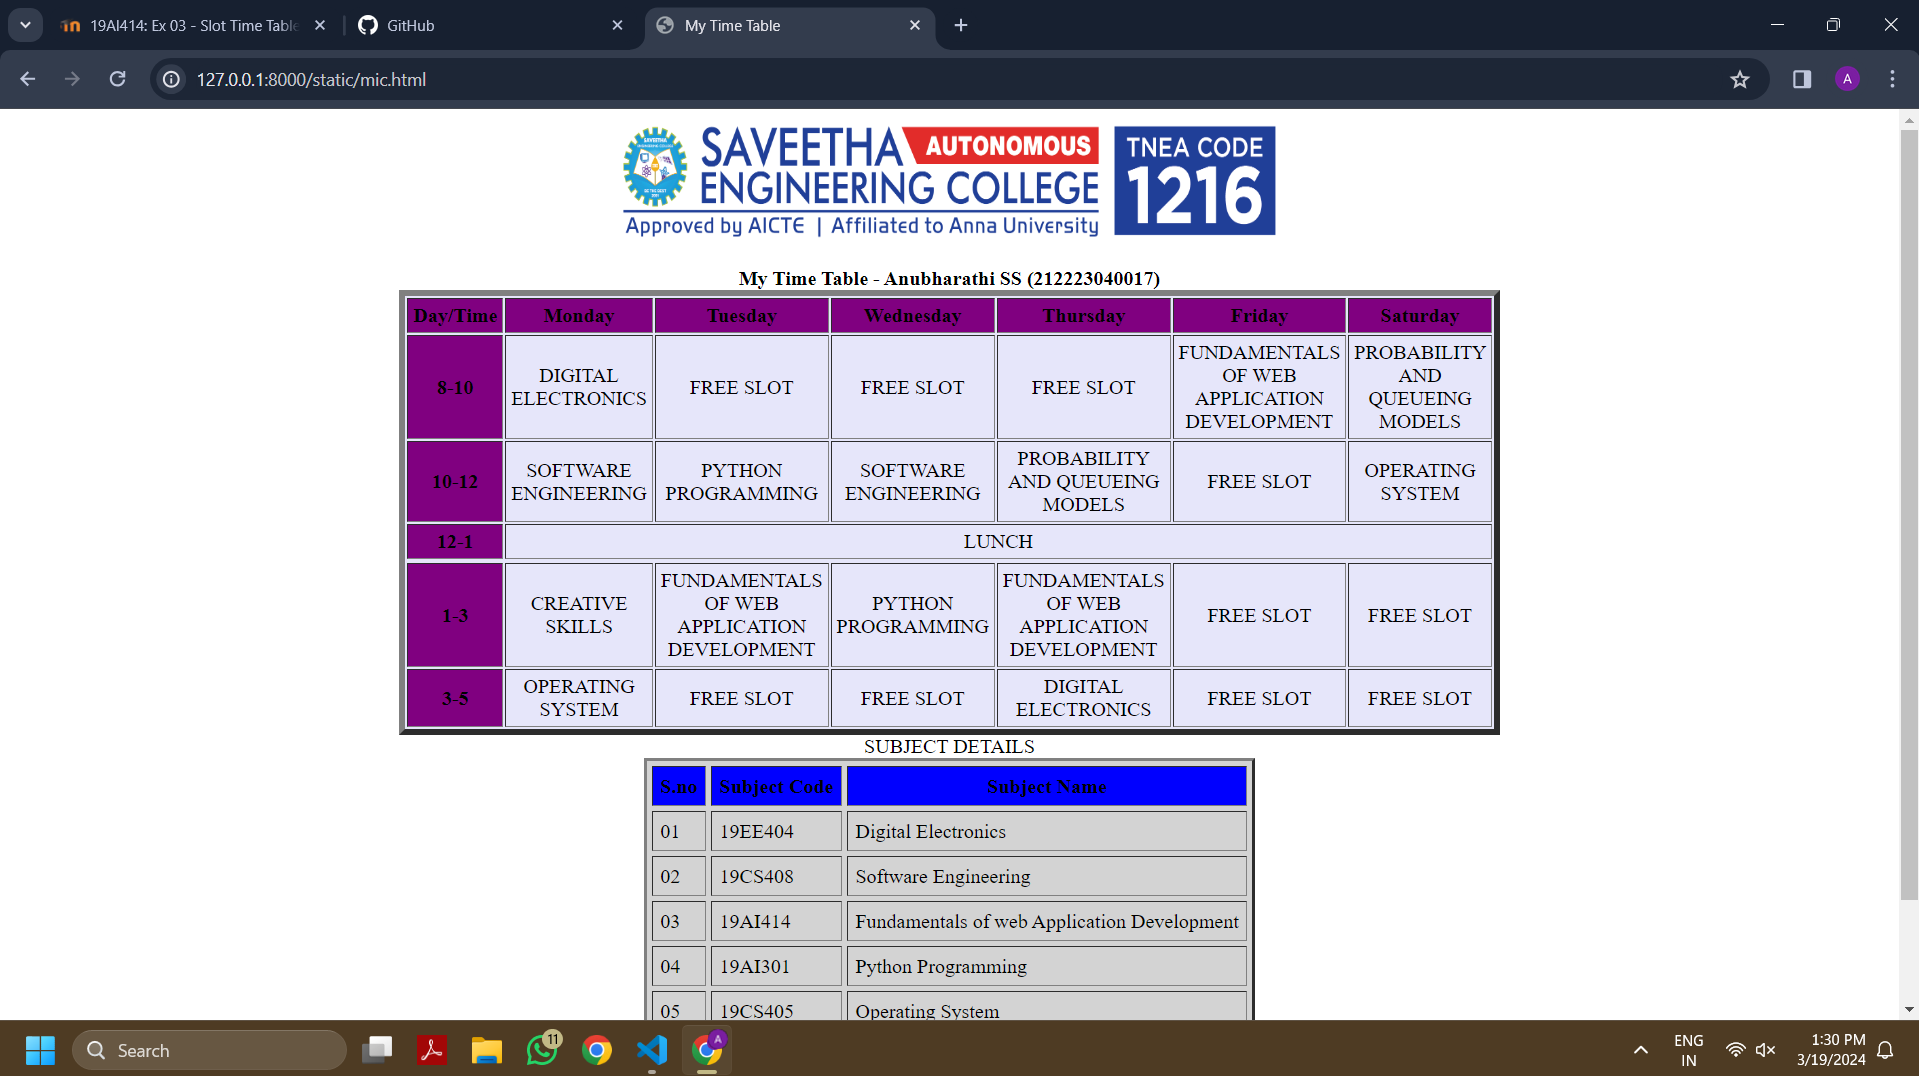 19AI414: Ex 03 - Slot Time Table
GitHub
My Time Table
127.0.0.1:8000/static/mic.html
A
SAVEETHA AUTONOMOUS
ENGINEERING COLLEGE
Approved by AICTE | Affiliated to Anna University
TNEA CODE
1216
My Time Table - Anubharathi SS (212223040017)
Day/Time Monday Tuesday Wednesday Thursday Friday Saturday
8-10
DIGITAL
ELECTRONICS
FREE SLOT
FREE SLOT
FREE SLOT
FUNDAMENTALS
OF WEB
APPLICATION
DEVELOPMENT
PROBABILITY
AND
QUEUEING
MODELS
10-12
SOFTWARE
ENGINEERING
PYTHON
PROGRAMMING
SOFTWARE
ENGINEERING
PROBABILITY
AND QUEUEING
MODELS
FREE SLOT
OPERATING
SYSTEM
12-1
LUNCH
1-3
CREATIVE
SKILLS
FUNDAMENTALS
OF WEB
APPLICATION
DEVELOPMENT
PYTHON
PROGRAMMING
FUNDAMENTALS
OF WEB
APPLICATION
DEVELOPMENT
FREE SLOT
FREE SLOT
3-5
OPERATING
SYSTEM
FREE SLOT
FREE SLOT
DIGITAL
ELECTRONICS
FREE SLOT
FREE SLOT
SUBJECT DETAILS
S.no Subject Code Subject Name
01 19EE404 Digital Electronics
02 19CS408 Software Engineering
03 19AI414 Fundamentals of web Application Development
04 19AI301 Python Programming
05 19CS405 Operating System
Search
11
A
ENG
IN
1:30 PM
3/19/2024